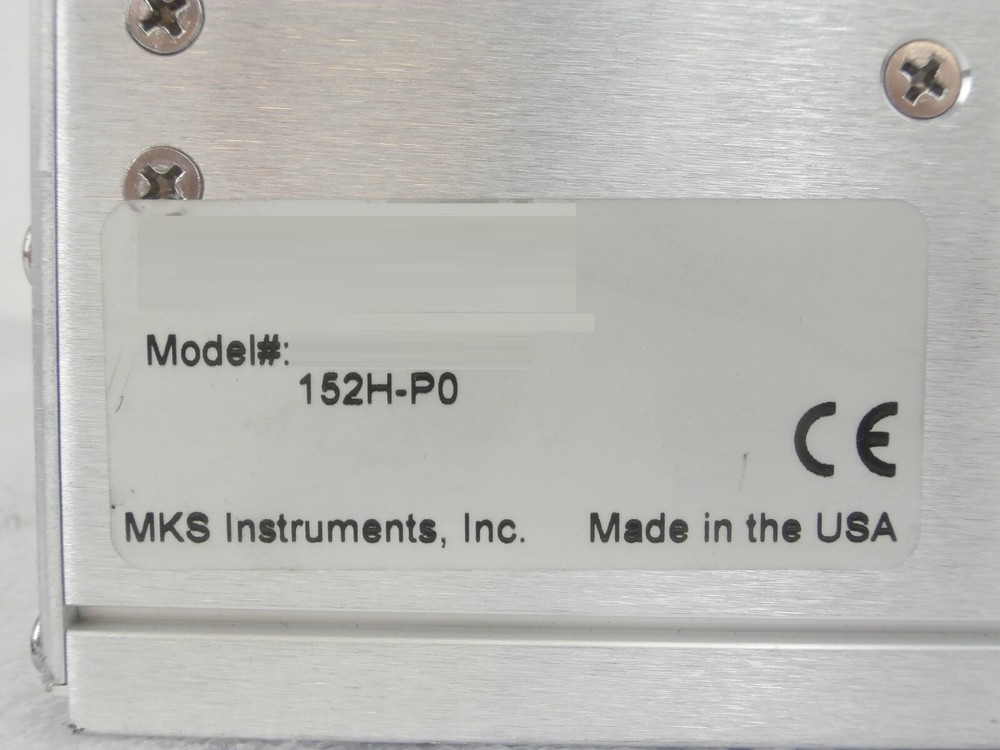 Model#:
152H-P0
CE
MKS Instruments, Inc. Made in the USA